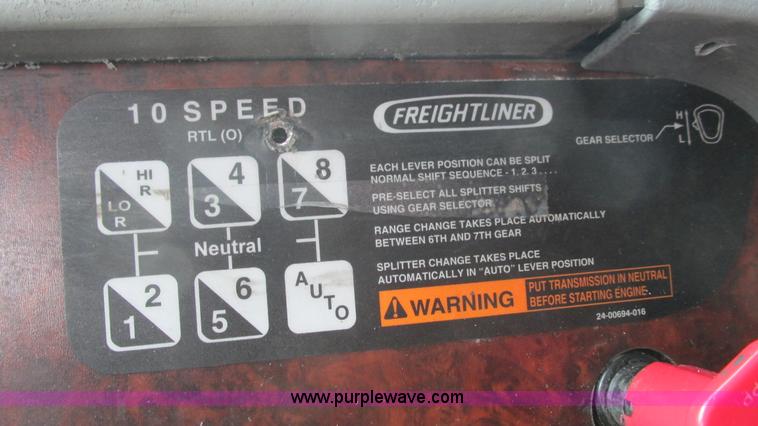 10 SPEED
RTL (O)
FREIGHTLINER
GEAR SELECTOR
H
L
HI
R
LO
R
4
3
8
7
Neutral
2
1
6
5
AUTO
EACH LEVER POSITION CAN BE SPLIT
NORMAL SHIFT SEQUENCE - 1, 2, 3 ....
PRE-SELECT ALL SPLITTER SHIFTS
USING GEAR SELECTOR
RANGE CHANGE TAKES PLACE AUTOMATICALLY
BETWEEN 6TH AND 7TH GEAR
SPLITTER CHANGE TAKES PLACE
AUTOMATICALLY IN "AUTO" LEVER POSITION
WARNING
PUT TRANSMISSION IN NEUTRAL
BEFORE STARTING ENGINE.
24-00694-016
www.purplewave.com